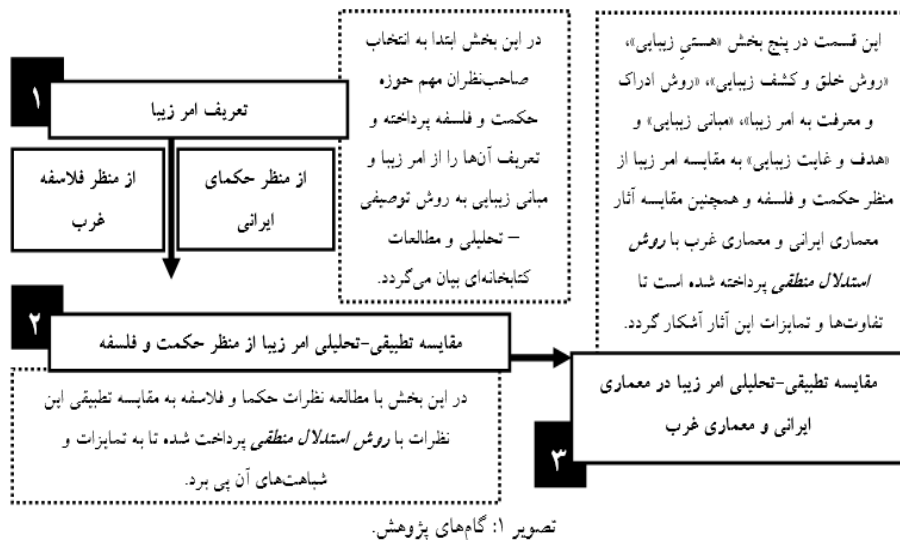 ۱
تعریف امر زیبا
از منظر حکمای
ایرانی
از منظر فلاسفه
غرب
در این بخش ابتدا به انتخاب
صاحب‌نظران مهم حوزه
حکمت و فلسفه پرداخته و
تعریف آن‌ها را از امر زیبا و
مبانی زیبایی به روش توصیفی
– تحلیلی و مطالعات
کتابخانه‌ای بیان می‌گردد.
۲
مقایسه تطبیقی-تحلیلی امر زیبا از منظر حکمت و فلسفه
در این بخش با مطالعه نظرات حکما و فلاسفه به مقایسه تطبیقی این
نظرات با روش استدلال منطقی پرداخت شده تا به تمایزات و
شباهت‌های آن پی برد.
این قسمت در پنج بخش «هستیِ زیبایی»،
«روش خلق و کشف زیبایی»، «روش ادراک
و معرفت به امر زیبا»، «مبانی زیبایی» و
«هدف و غایت زیبایی» به مقایسه امر زیبا از
منظر حکمت و فلسفه و همچنین مقایسه آثار
معماری ایرانی و معماری غرب با روش
استدلال منطقی پرداخته شده است تا
تفاوت‌ها و تمایزات این آثار آشکار گردد.
مقایسه تطبیقی-تحلیلی امر زیبا در معماری
ایرانی و معماری غرب
۳
تصویر ۱: گام‌های پژوهش.